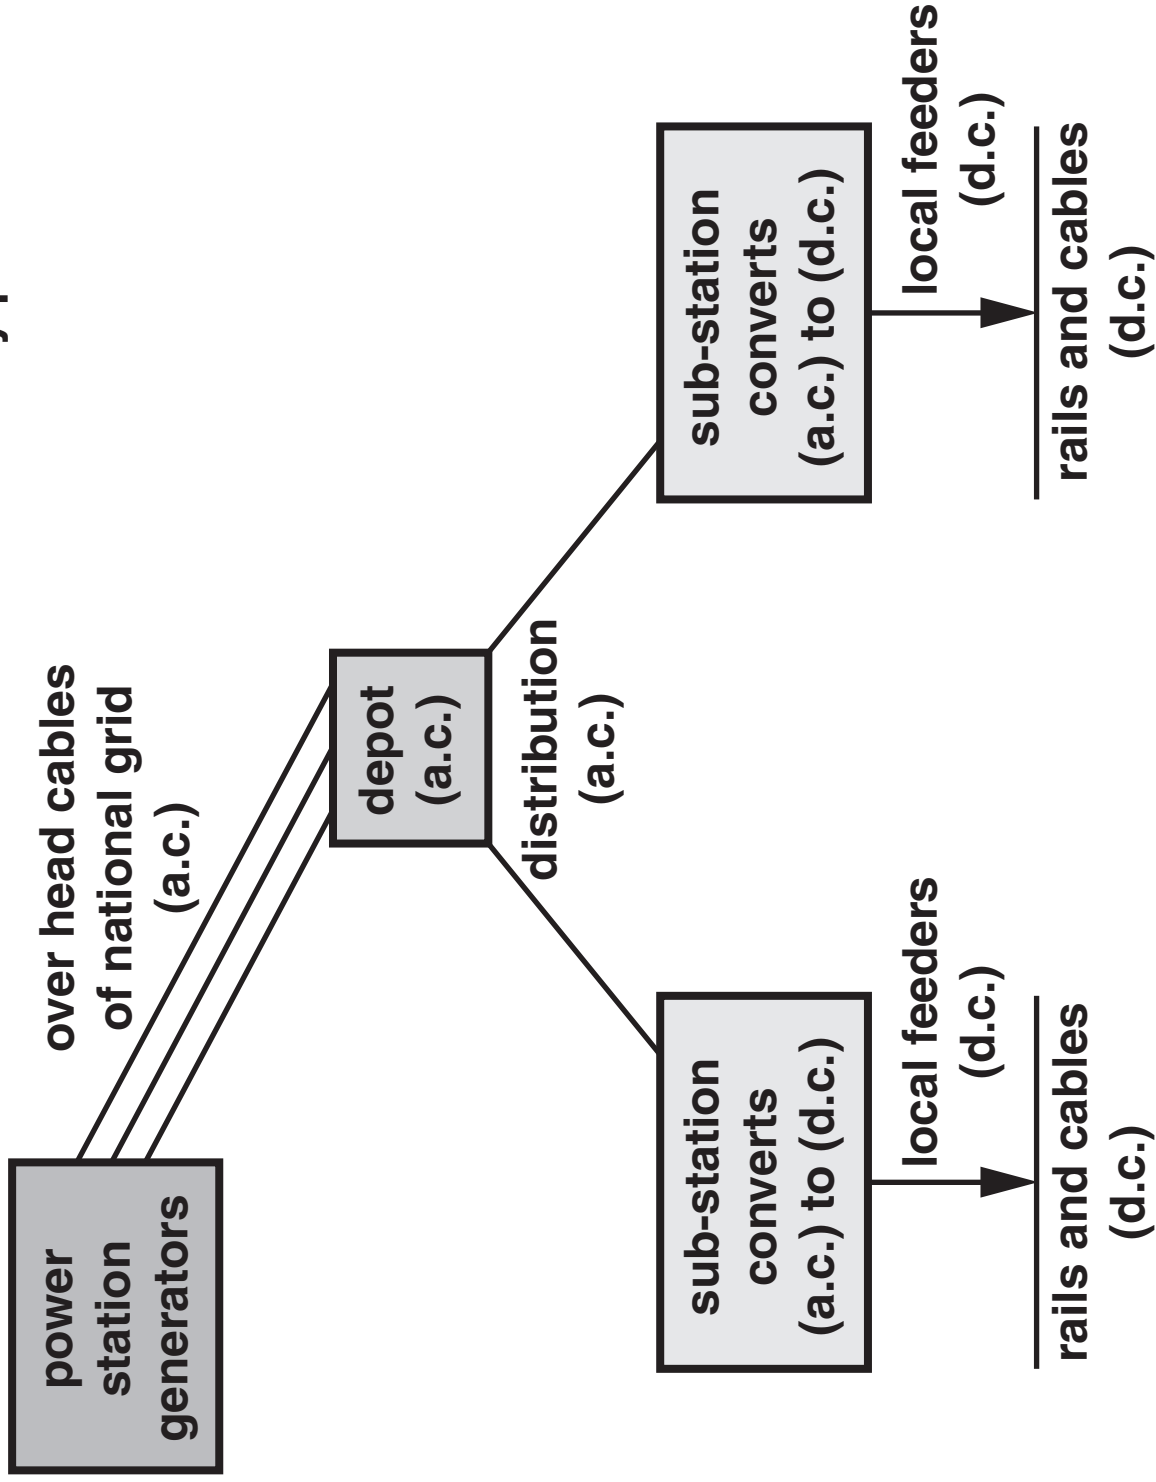 power
station
generators
over head cables
of national grid
(a.c.)
depot
(a.c.)
distribution
(a.c.)
sub-station
converts
(a.c.) to (d.c.)
local feeders
(d.c.)
rails and cables
(d.c.)
sub-station
converts
(a.c.) to (d.c.)
local feeders
(d.c.)
rails and cables
(d.c.)